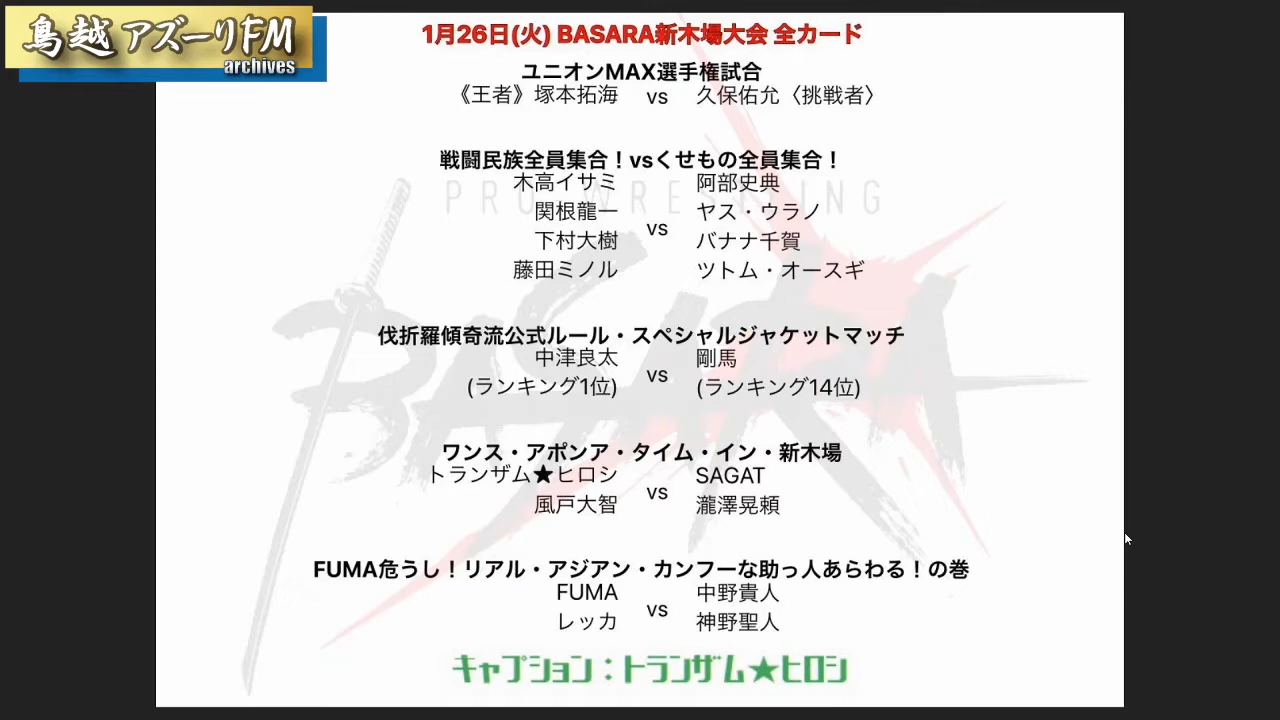 鳥越アズーリFM
archives
1月26日(火) BASARA新木場大会 全カード
ユニオンMAX選手権試合
《王者》塚本拓海 vs 久保佑允〈挑戦者〉
戦闘民族全員集合！vsくせもの全員集合！
木高イサミ 阿部史典
PRO WRESTLING
関根龍一 ヤス・ウラノ
vs
下村大樹 バナナ千賀
藤田ミノル ツトム・オースギ
BASARA
伐折羅傾奇流公式ルール・スペシャルジャケットマッチ
中津良太 剛馬
vs
(ランキング1位) (ランキング14位)
ワンス・アポンア・タイム・イン・新木場
トランザム★ヒロシ SAGAT
vs
風戸大智 瀧澤晃頼
FUMA危うし！リアル・アジアン・カンフーな助っ人あらわる！の巻
FUMA 中野貴人
vs
レッカ 神野聖人
キャプション：トランザム★ヒロシ